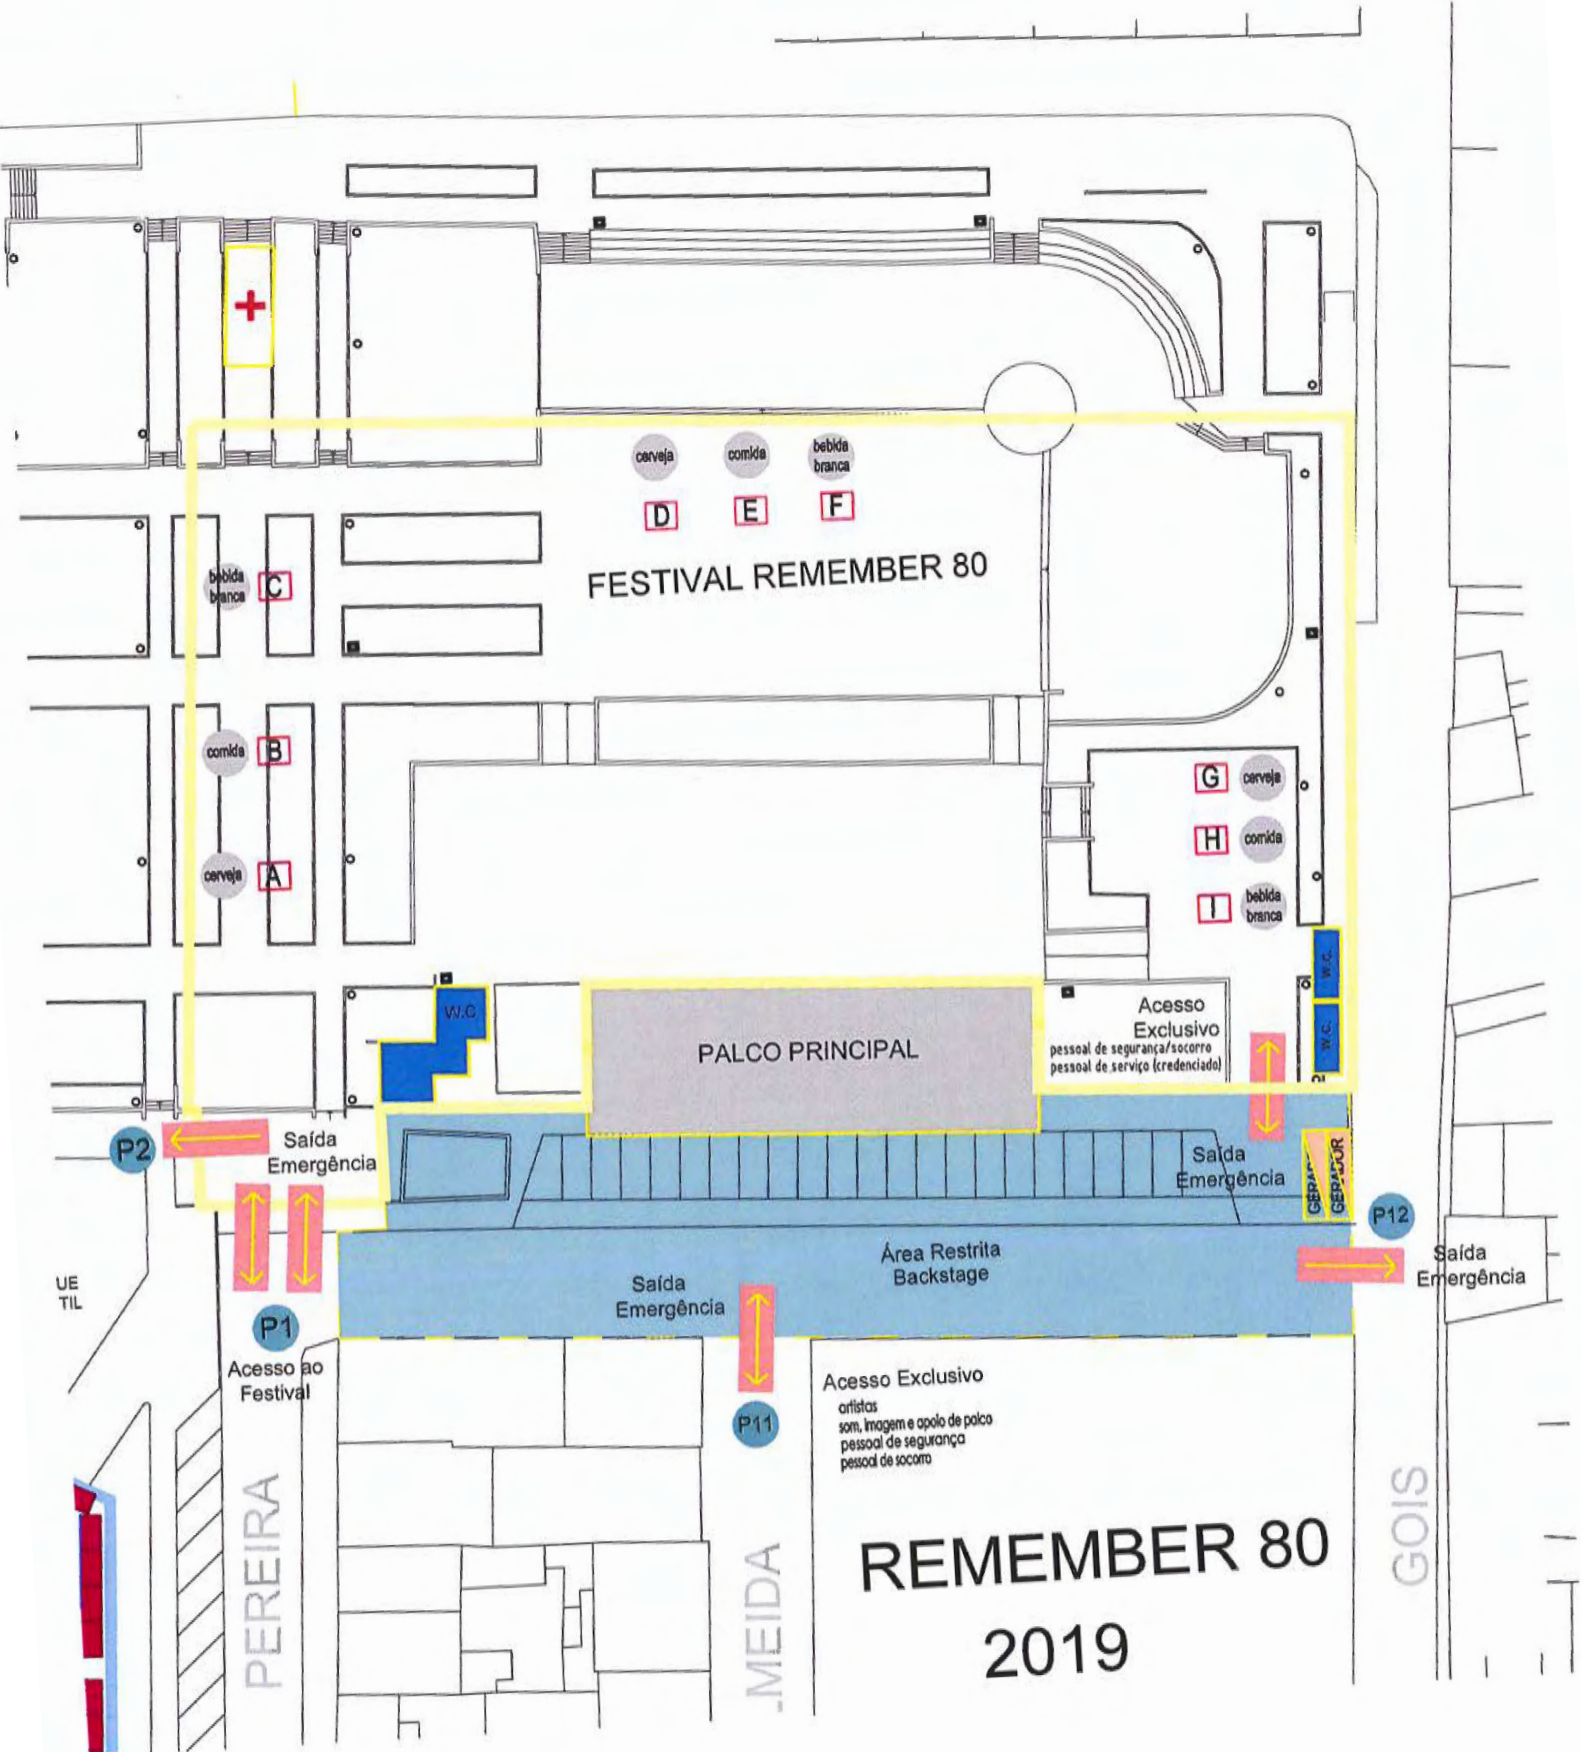 cerveja
comida
bebida
branca
D
E
F
FESTIVAL REMEMBER 80
bebida
branca
C
comida
B
cerveja
A
G
cerveja
H
comida
I
bebida
branca
W.C.
W.C.
W.C
PALCO PRINCIPAL
Acesso
Exclusivo
pessoal de segurança/socorro
pessoal de serviço (credenciado)
P2
Saída
Emergência
Saída
Emergência
GERADOR
P12
Saída
Emergência
Área Restrita
Backstage
Saída
Emergência
UE
TIL
P1
Acesso ao
Festival
P11
Acesso Exclusivo
artistas
som, imagem e apoio de palco
pessoal de segurança
pessoal de socorro
PEREIRA
MEIDA
GOIS
REMEMBER 80
2019